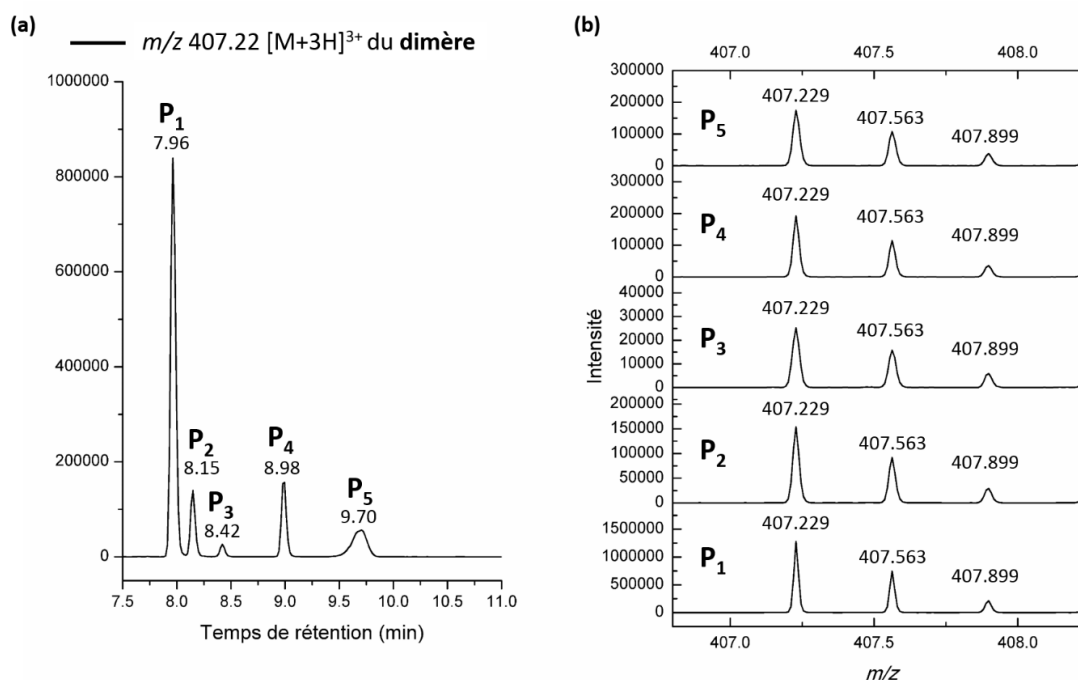 (a)
m/z 407.22 [M+3H]³⁺ du dimère
1000000
800000
600000
400000
200000
0
P₁
7.96
P₂
8.15
P₃
8.42
P₄
8.98
P₅
9.70
7.5 8.0 8.5 9.0 9.5 10.0 10.5 11.0
Temps de rétention (min)
(b)
407.0 407.5 408.0
Intensité
300000
200000
100000
0
P₅
407.229
407.563
407.899
300000
200000
100000
0
P₄
407.229
407.563
407.899
40000
30000
20000
10000
0
P₃
407.229
407.563
407.899
200000
150000
100000
50000
0
P₂
407.229
407.563
407.899
1500000
1000000
500000
0
P₁
407.229
407.563
407.899
407.0 407.5 408.0
m/z